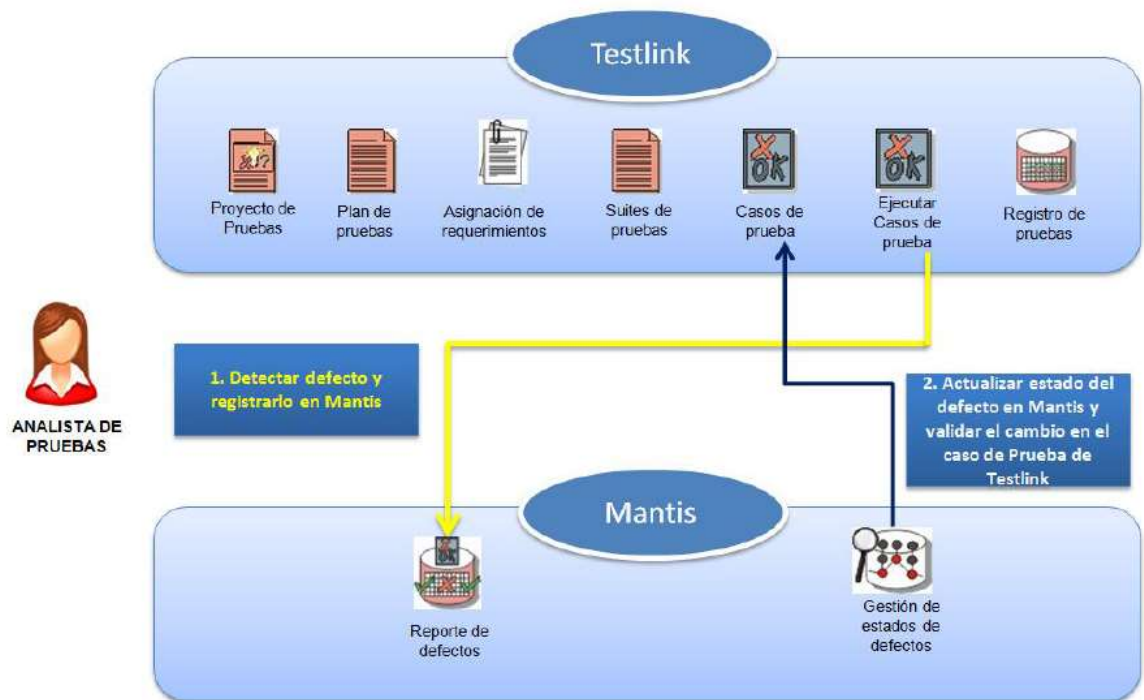 Testlink
Proyecto de
Pruebas
Plan de
pruebas
Asignación de
requerimientos
Suites de
pruebas
Casos de
prueba
Ejecutar
Casos de
prueba
Registro de
pruebas
ANALISTA DE
PRUEBAS
1. Detectar defecto y
registrarlo en Mantis
2. Actualizar estado del
defecto en Mantis y
validar el cambio en el
caso de Prueba de
Testlink
Mantis
Reporte de
defectos
Gestión de
estados de
defectos